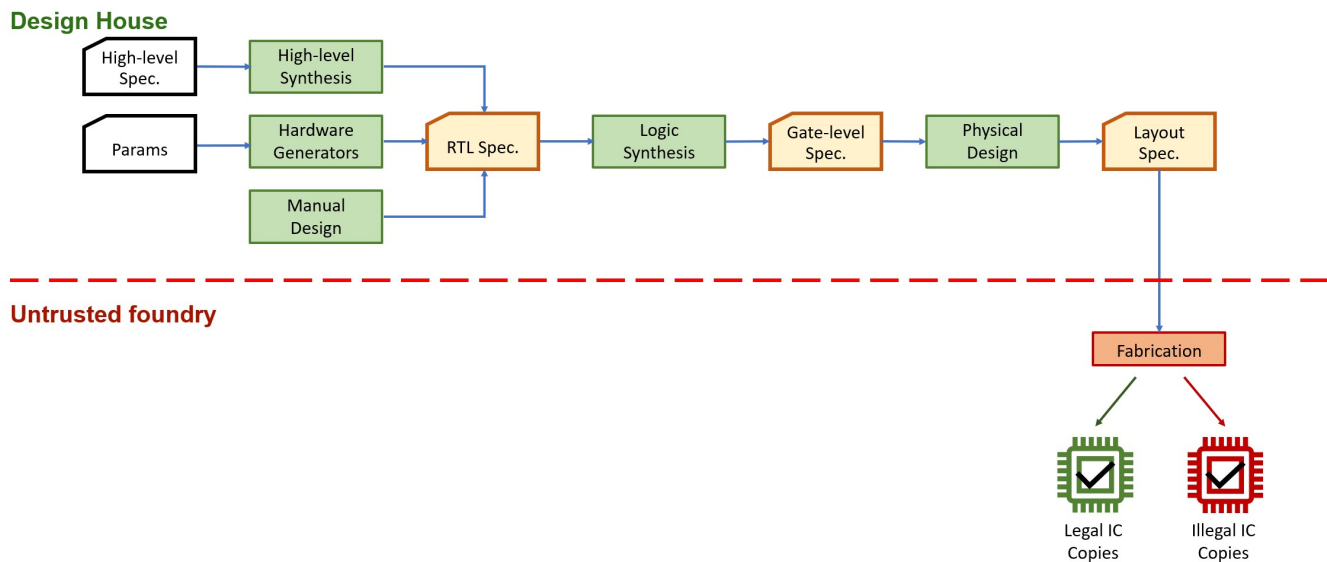 Design House
High-level
Spec.
High-level
Synthesis
Params
Hardware
Generators
RTL Spec.
Logic
Synthesis
Gate-level
Spec.
Physical
Design
Layout
Spec.
Manual
Design
Untrusted foundry
Fabrication
Legal IC
Copies
Illegal IC
Copies